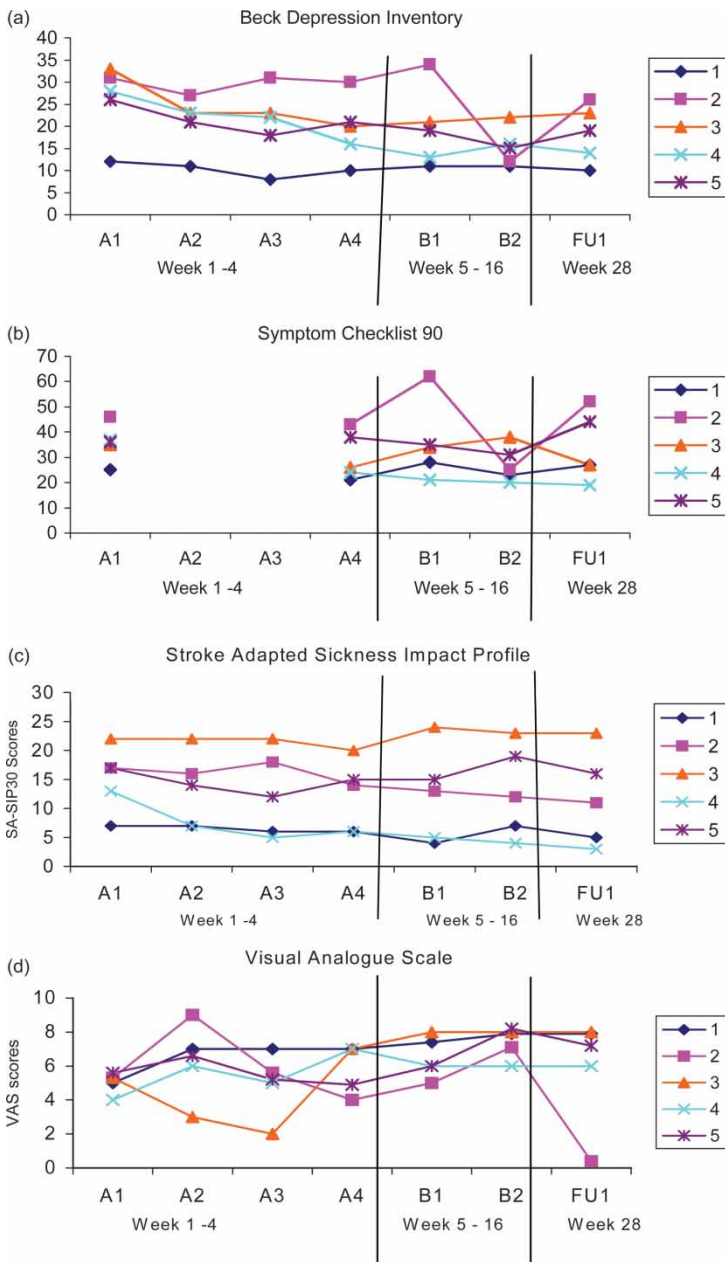 (a)
Beck Depression Inventory
40
35
30
25
20
15
10
5
0
A1 A2 A3 A4 B1 B2 FU1
Week 1 -4 Week 5 - 16 Week 28
1
2
3
4
5
(b)
Symptom Checklist 90
70
60
50
40
30
20
10
0
A1 A2 A3 A4 B1 B2 FU1
Week 1 -4 Week 5 - 16 Week 28
1
2
3
4
5
(c)
Stroke Adapted Sickness Impact Profile
SA-SIP30 Scores
30
25
20
15
10
5
0
A1 A2 A3 A4 B1 B2 FU1
Week 1 -4 Week 5 - 16 Week 28
1
2
3
4
5
(d)
Visual Analogue Scale
VAS scores
10
8
6
4
2
0
A1 A2 A3 A4 B1 B2 FU1
Week 1 -4 Week 5 - 16 Week 28
1
2
3
4
5